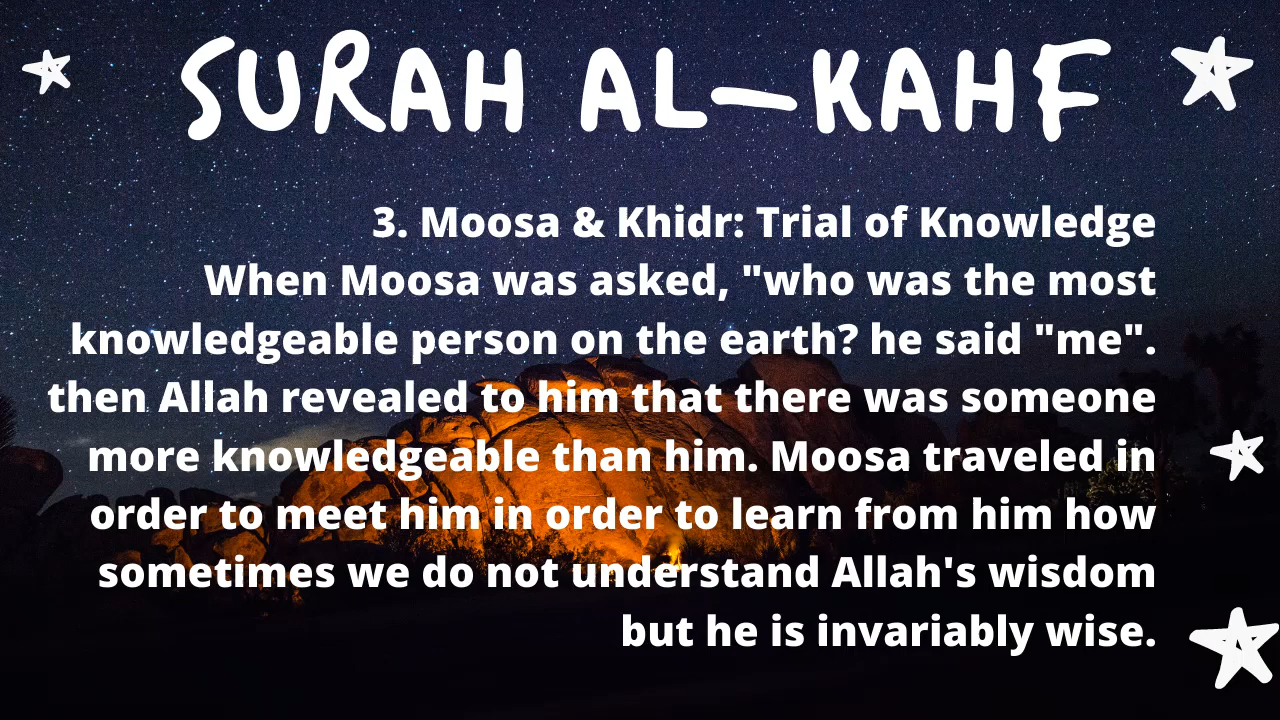 SURAH AL-KAHF
3. Moosa & Khidr: Trial of Knowledge
When Moosa was asked, "who was the most
knowledgeable person on the earth? he said "me".
then Allah revealed to him that there was someone
more knowledgeable than him. Moosa traveled in
order to meet him in order to learn from him how
sometimes we do not understand Allah's wisdom
but he is invariably wise.